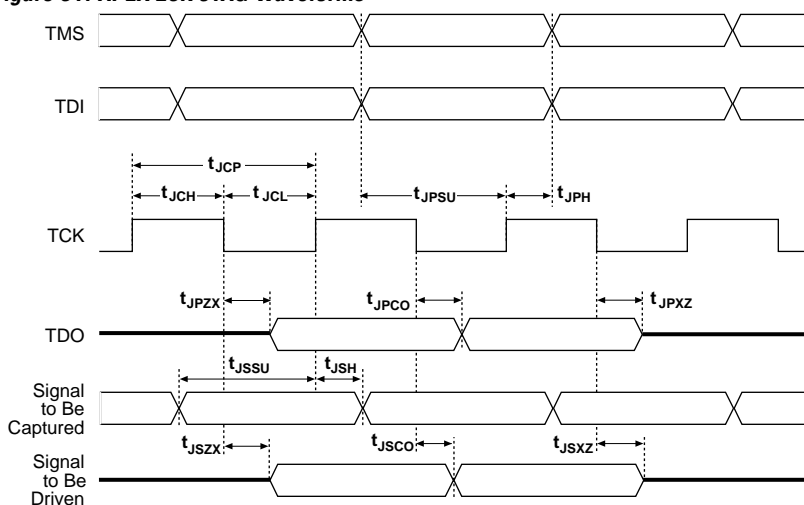 TMS
TDI
tJCP
tJCH
tJCL
tJPSU
tJPH
TCK
tJPZX
tJPCO
tJPXZ
TDO
tJSSU
tJSH
Signal
to Be
Captured
tJSZX
tJSCO
tJSXZ
Signal
to Be
Driven